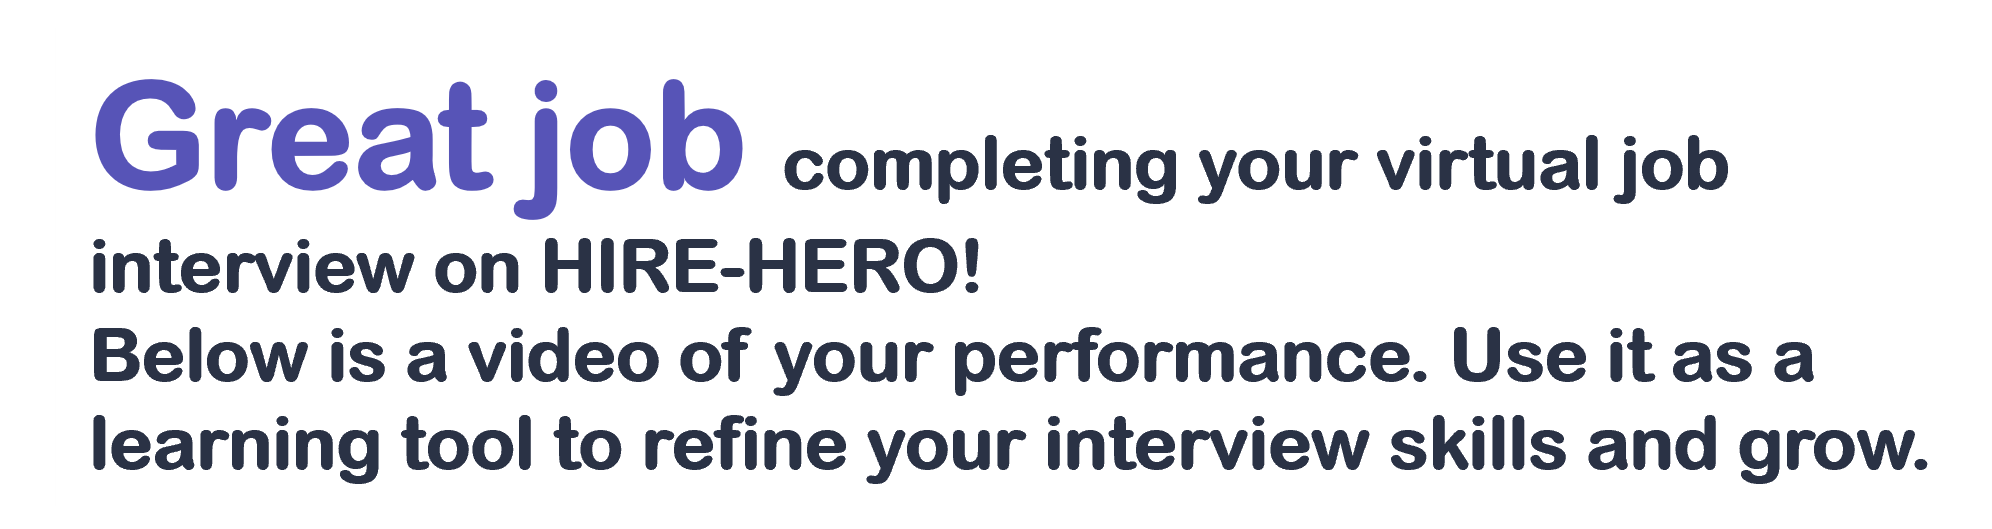 Great job completing your virtual job
interview on HIRE-HERO!
Below is a video of your performance. Use it as a
learning tool to refine your interview skills and grow.